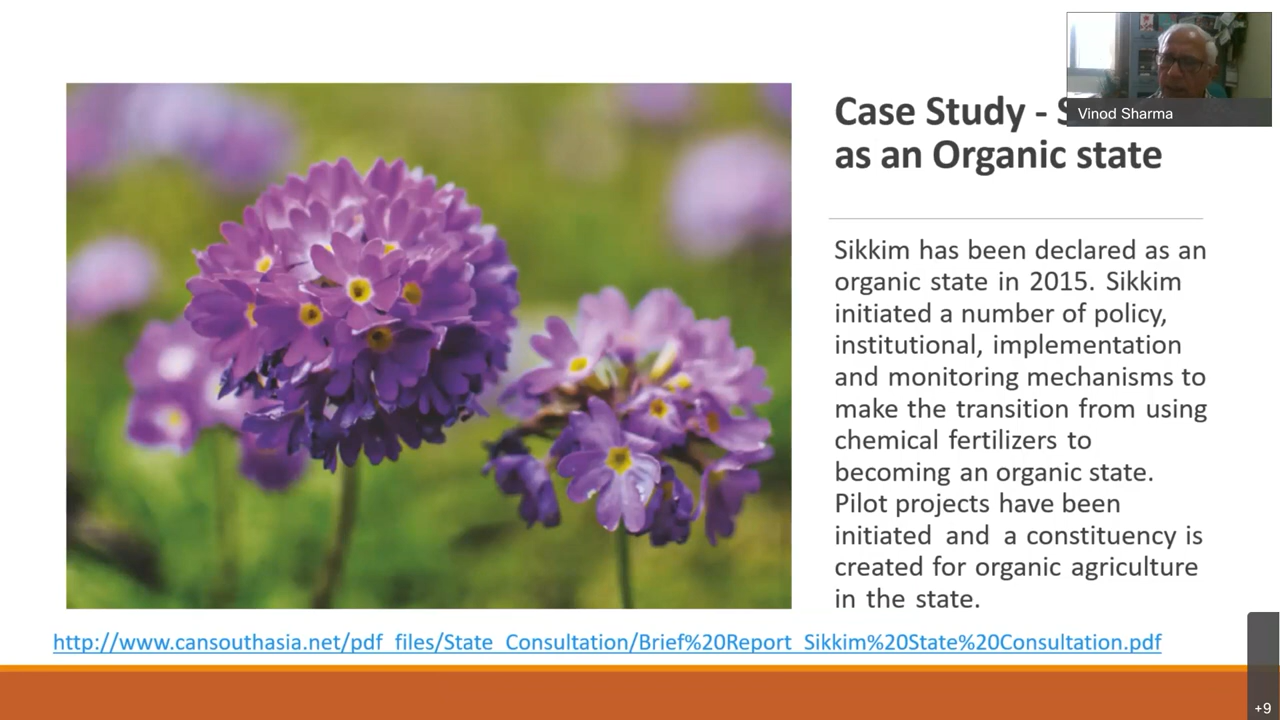 Case Study -
as an Organic state
Vinod Sharma
Sikkim has been declared as an
organic state in 2015. Sikkim
initiated a number of policy,
institutional, implementation
and monitoring mechanisms to
make the transition from using
chemical fertilizers to
becoming an organic state.
Pilot projects have been
initiated and a constituency is
created for organic agriculture
in the state.
http://www.cansouthasia.net/pdf_files/State_Consultation/Brief%20Report_Sikkim%20State%20Consultation.pdf
+9